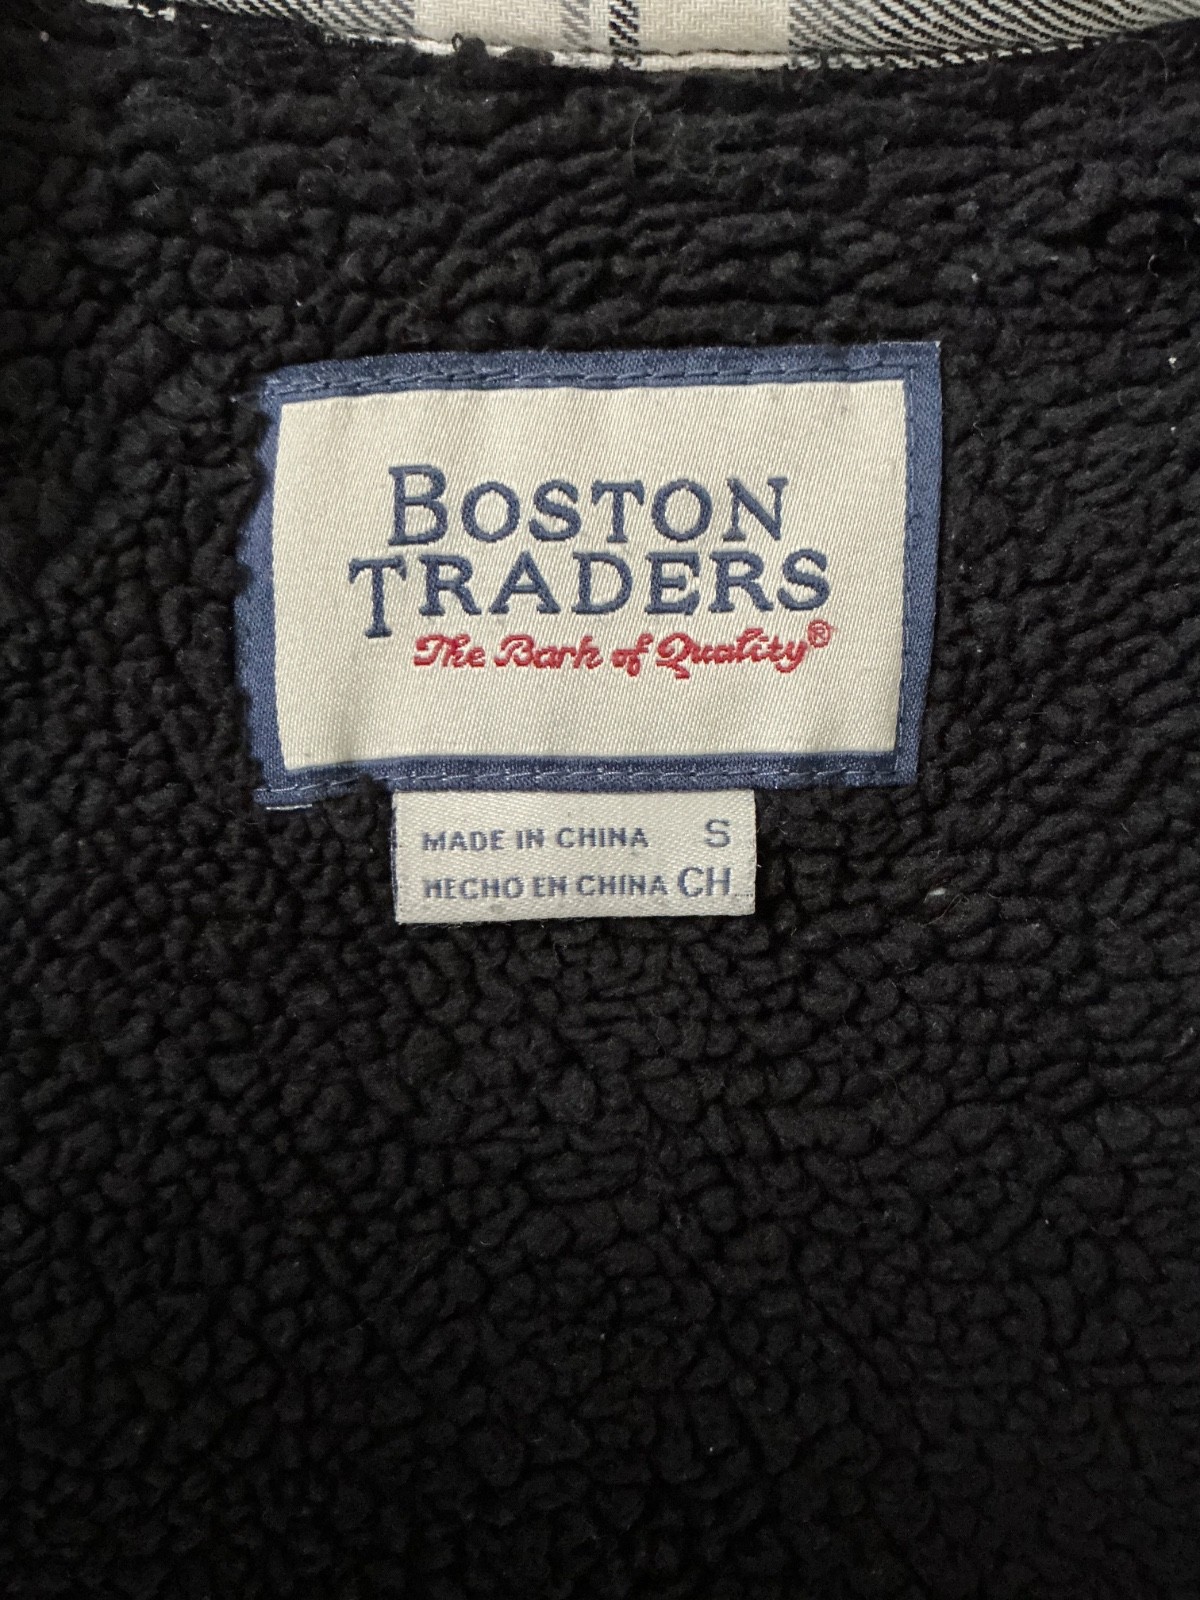 BOSTON
TRADERS
The Bark of Quality®
MADE IN CHINA S
HECHO EN CHINA CH